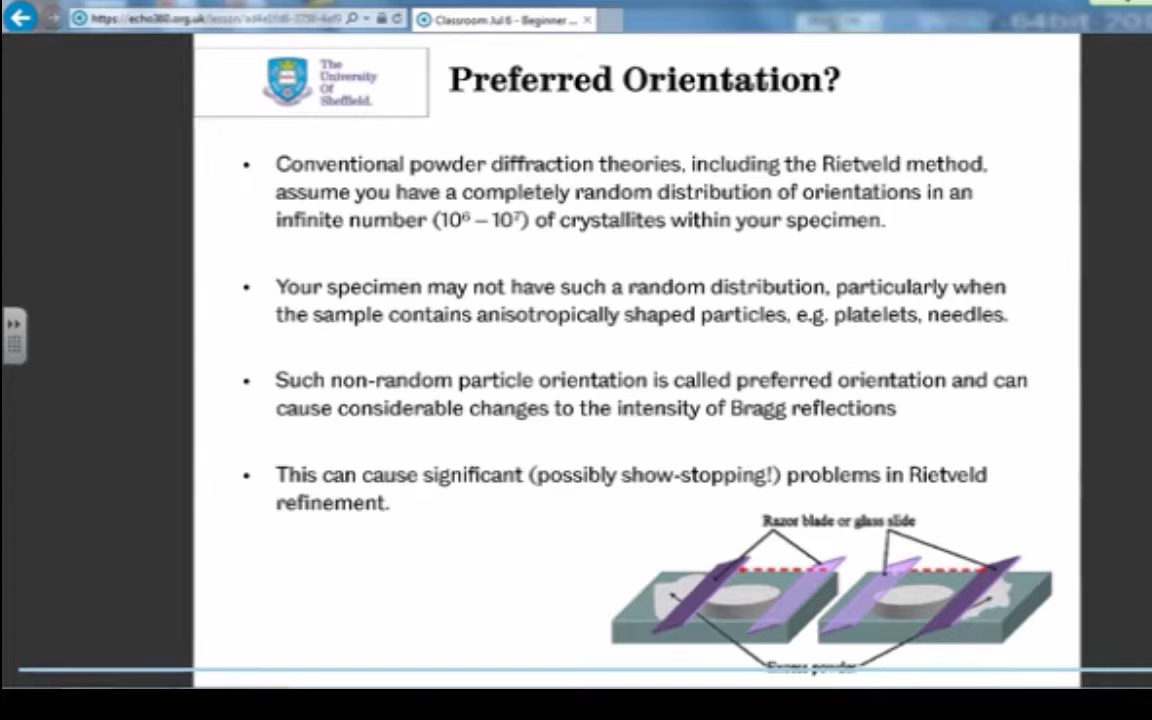 Classroom Jul 6 - Beginner ...
64bit
The
University
Of
Sheffield.
Preferred Orientation?
• Conventional powder diffraction theories, including the Rietveld method,
assume you have a completely random distribution of orientations in an
infinite number (10⁶ – 10⁷) of crystallites within your specimen.
• Your specimen may not have such a random distribution, particularly when
the sample contains anisotropically shaped particles, e.g. platelets, needles.
• Such non-random particle orientation is called preferred orientation and can
cause considerable changes to the intensity of Bragg reflections
• This can cause significant (possibly show-stopping!) problems in Rietveld
refinement.
Razor blade or glass slide
Excess powder